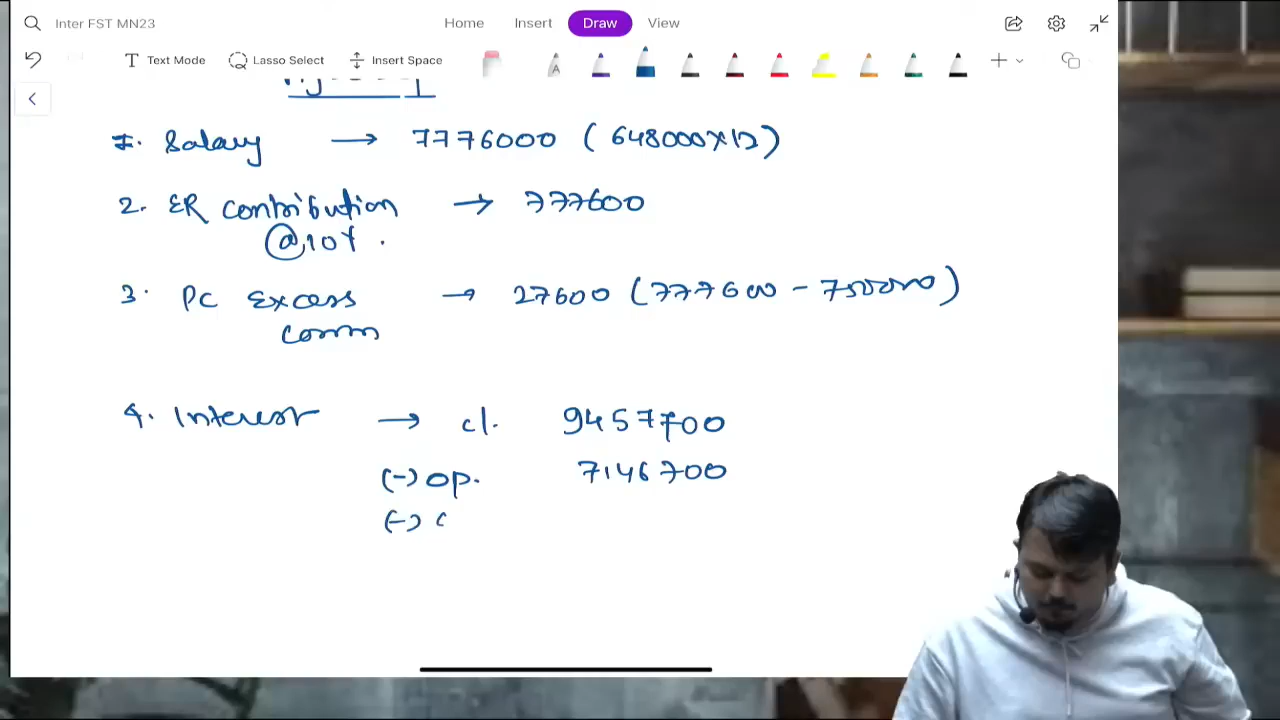 Inter FST MN23
Home Insert Draw View
Text Mode Lasso Select Insert Space
1. Salary → 7776000 (648000×12)
2. ER contribution → 777600
@10%.
3. PC Excess → 27600 (777600 - 750000)
Comm
4. Interest → cl. 9457700
(-) op. 7146700
(-) c